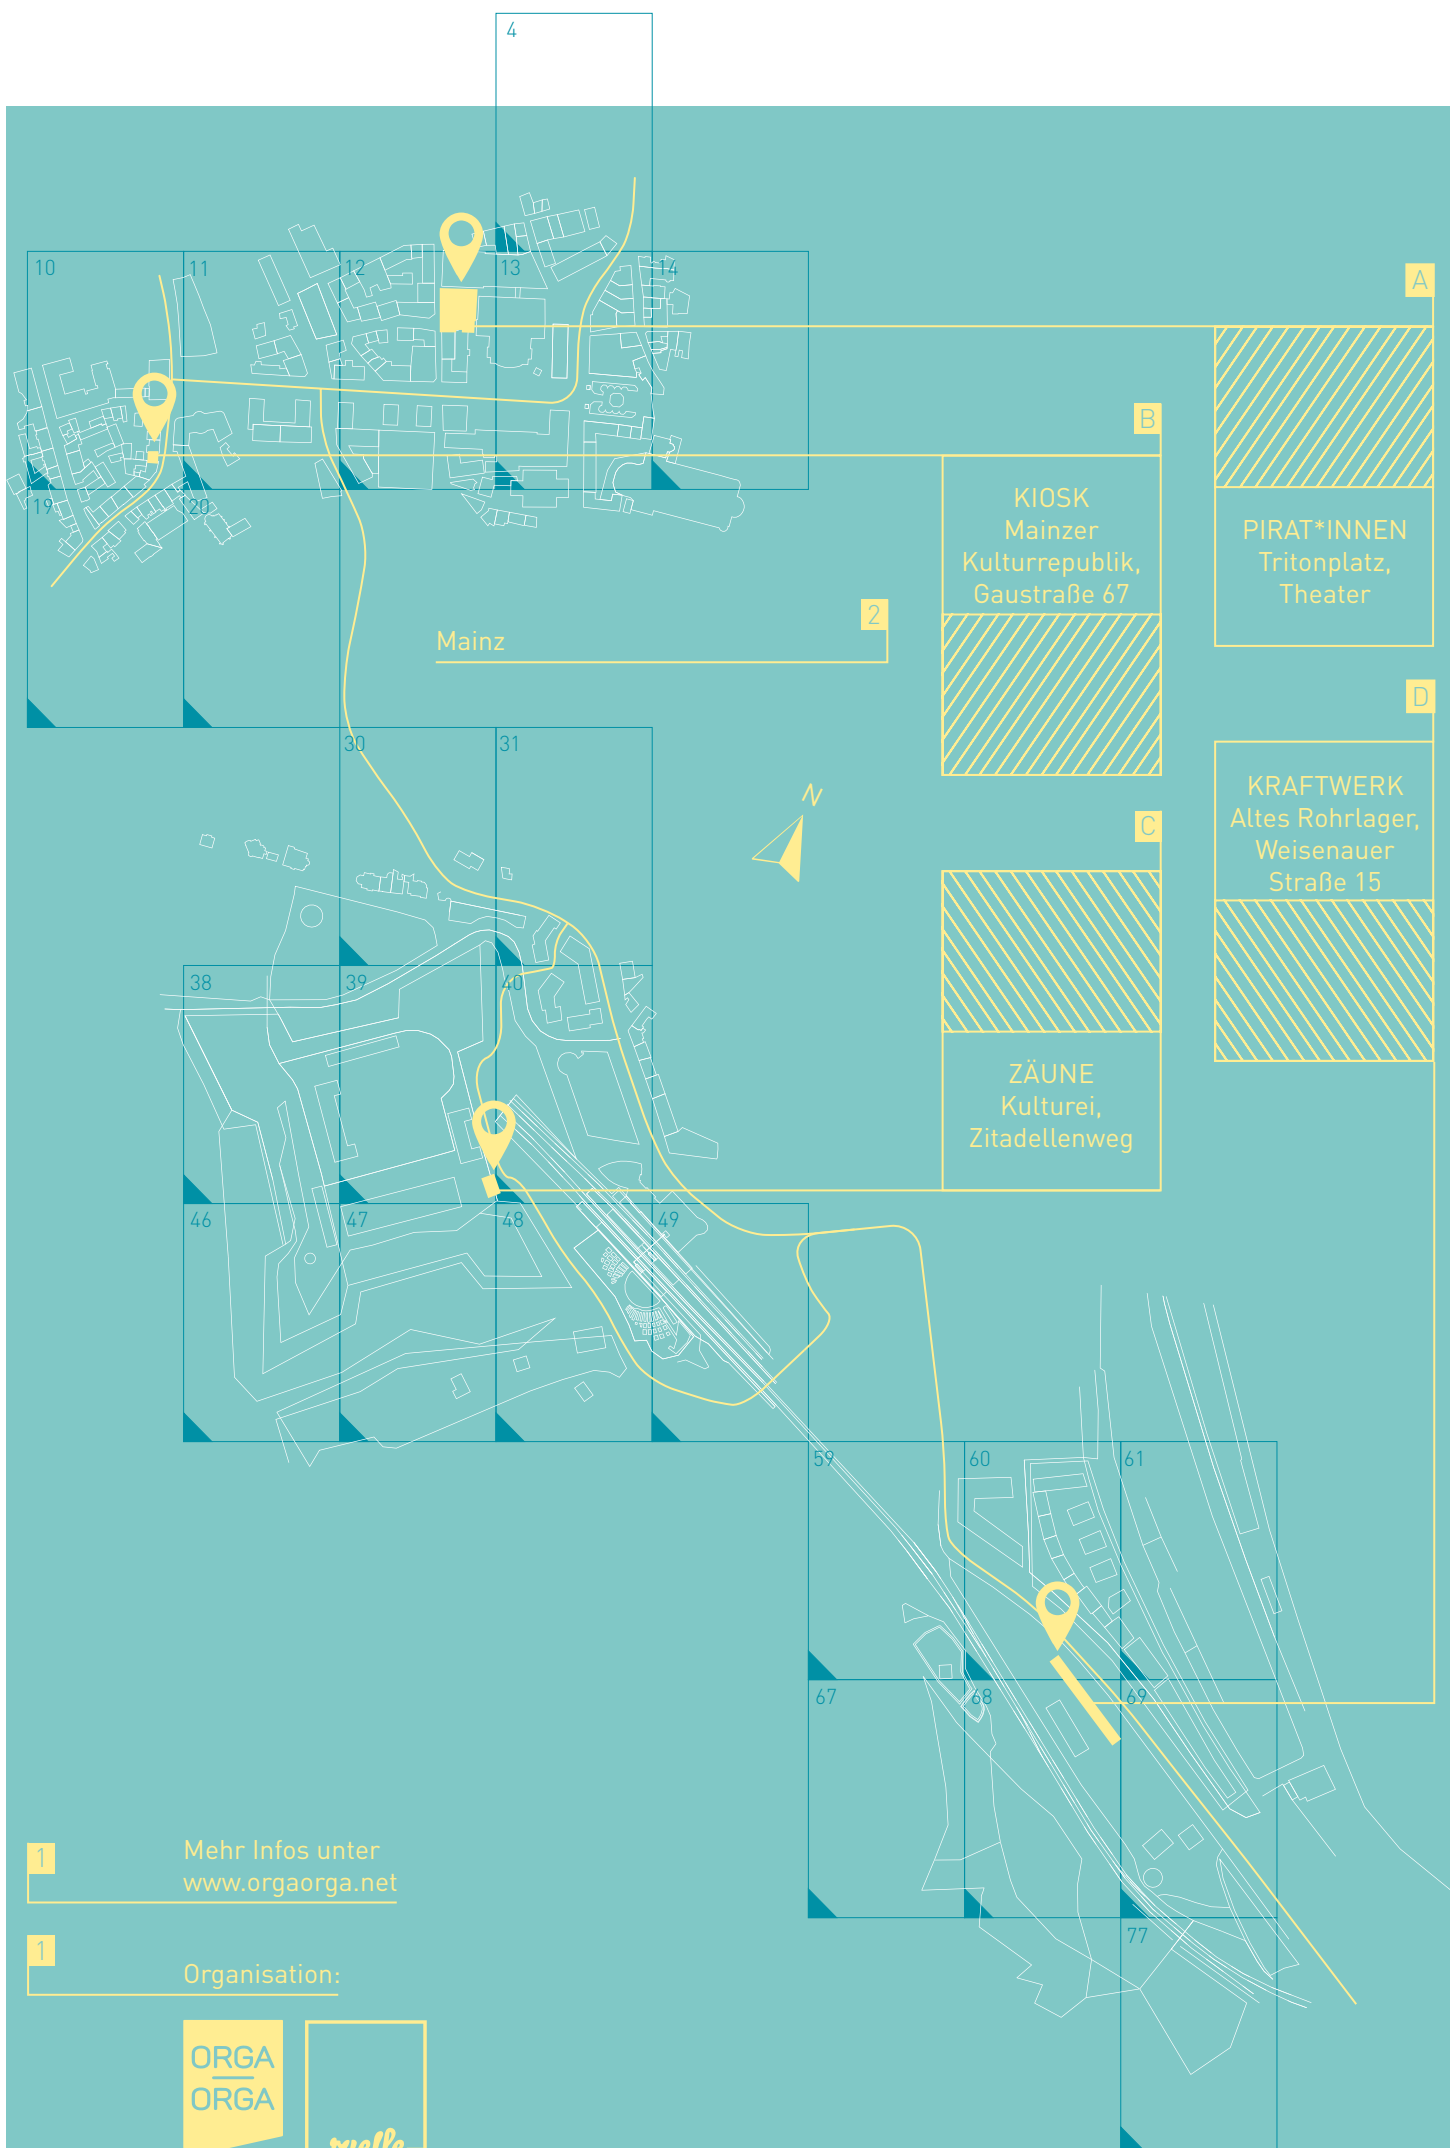 4
10
11
12
13
14
A
B
19
20
KIOSK
Mainzer
Kulturrepublik,
Gaustraße 67
PIRAT*INNEN
Tritonplatz,
Theater
2
Mainz
D
30
31
N
C
KRAFTWERK
Altes Rohrlager,
Weisenauer
Straße 15
38
39
40
ZÄUNE
Kulturei,
Zitadellenweg
46
47
48
49
59
60
61
67
68
69
1
Mehr Infos unter
www.orgaorga.net
77
1
Organisation:
ORGA
ORGA